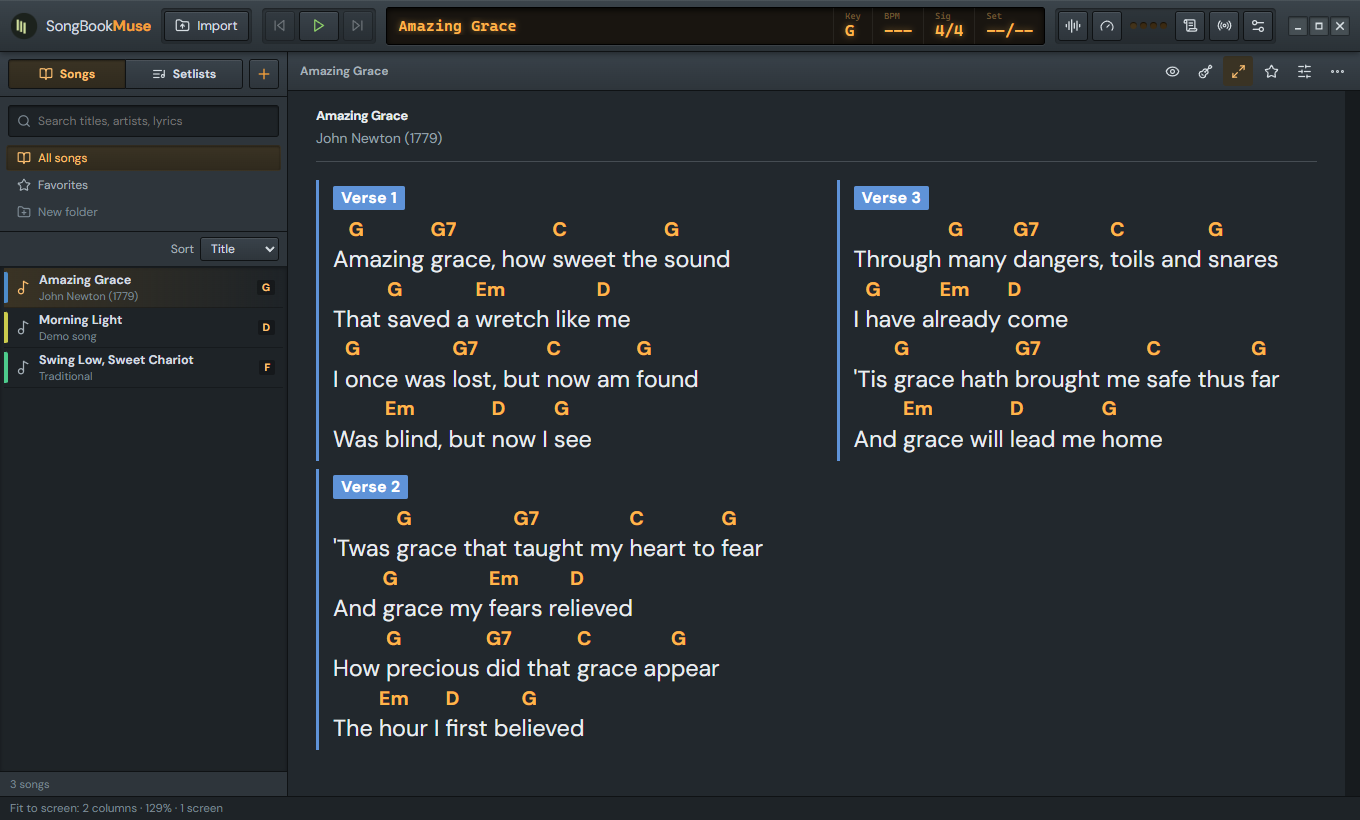 SongBookMuse
Import
Amazing Grace
Key
G
BPM
---
Sig
4/4
Set
--/--
Songs
Setlists
Search titles, artists, lyrics
All songs
Favorites
New folder
Sort
Title
Amazing Grace
John Newton (1779)
G
Morning Light
Demo song
D
Swing Low, Sweet Chariot
Traditional
F
3 songs
Amazing Grace
Amazing Grace
John Newton (1779)
Verse 1
G G7 C G
Amazing grace, how sweet the sound
G Em D
That saved a wretch like me
G G7 C G
I once was lost, but now am found
Em D G
Was blind, but now I see
Verse 2
G G7 C G
'Twas grace that taught my heart to fear
G Em D
And grace my fears relieved
G G7 C G
How precious did that grace appear
Em D G
The hour I first believed
Verse 3
G G7 C G
Through many dangers, toils and snares
G Em D
I have already come
G G7 C G
'Tis grace hath brought me safe thus far
Em D G
And grace will lead me home
Fit to screen: 2 columns · 129% · 1 screen